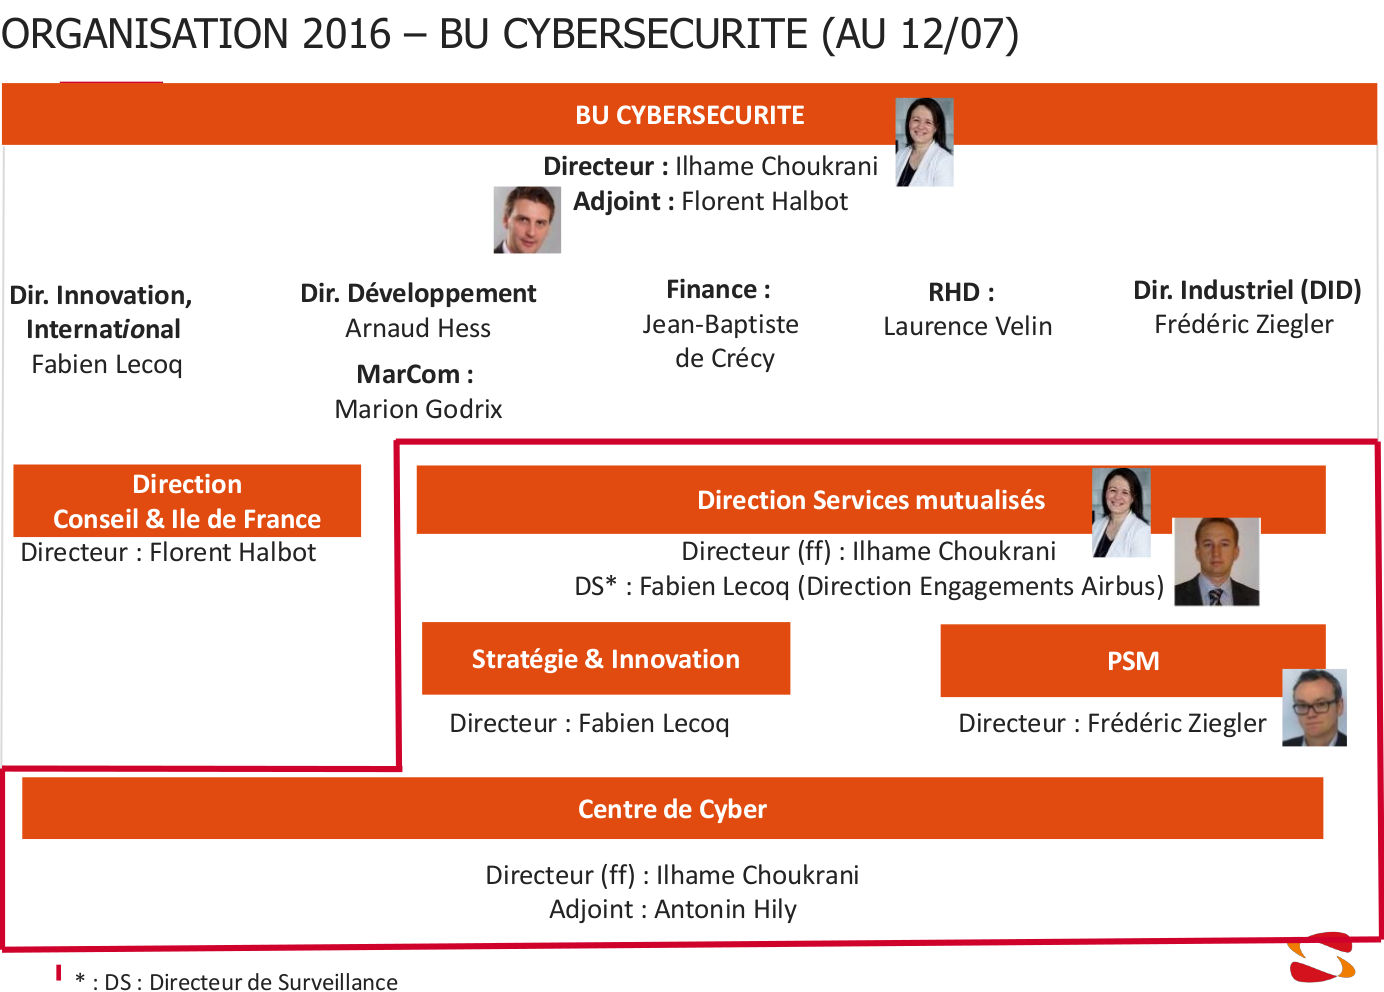 ORGANISATION 2016 – BU CYBERSECURITE (AU 12/07)
BU CYBERSECURITE
Directeur : Ilhame Choukrani
Adjoint : Florent Halbot
Dir. Innovation,
International
Fabien Lecoq
Dir. Développement
Arnaud Hess
MarCom :
Marion Godrix
Finance :
Jean-Baptiste
de Crécy
RHD :
Laurence Velin
Dir. Industriel (DID)
Frédéric Ziegler
Direction
Conseil & Ile de France
Directeur : Florent Halbot
Direction Services mutualisés
Directeur (ff) : Ilhame Choukrani
DS* : Fabien Lecoq (Direction Engagements Airbus)
Stratégie & Innovation
Directeur : Fabien Lecoq
PSM
Directeur : Frédéric Ziegler
Centre de Cyber
Directeur (ff) : Ilhame Choukrani
Adjoint : Antonin Hily
* : DS : Directeur de Surveillance